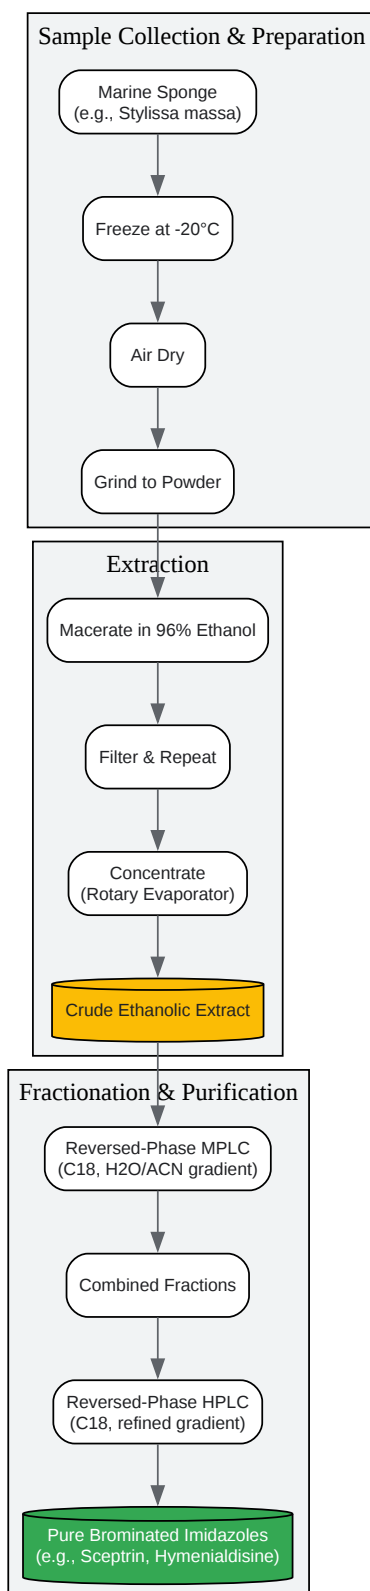 Sample Collection & Preparation
Marine Sponge
(e.g., Stylissa massa)
Freeze at -20°C
Air Dry
Grind to Powder
Extraction
Macerate in 96% Ethanol
Filter & Repeat
Concentrate
(Rotary Evaporator)
Crude Ethanolic Extract
Fractionation & Purification
Reversed-Phase MPLC
(C18, H2O/ACN gradient)
Combined Fractions
Reversed-Phase HPLC
(C18, refined gradient)
Pure Brominated Imidazoles
(e.g., Sceptrin, Hymenialdisine)